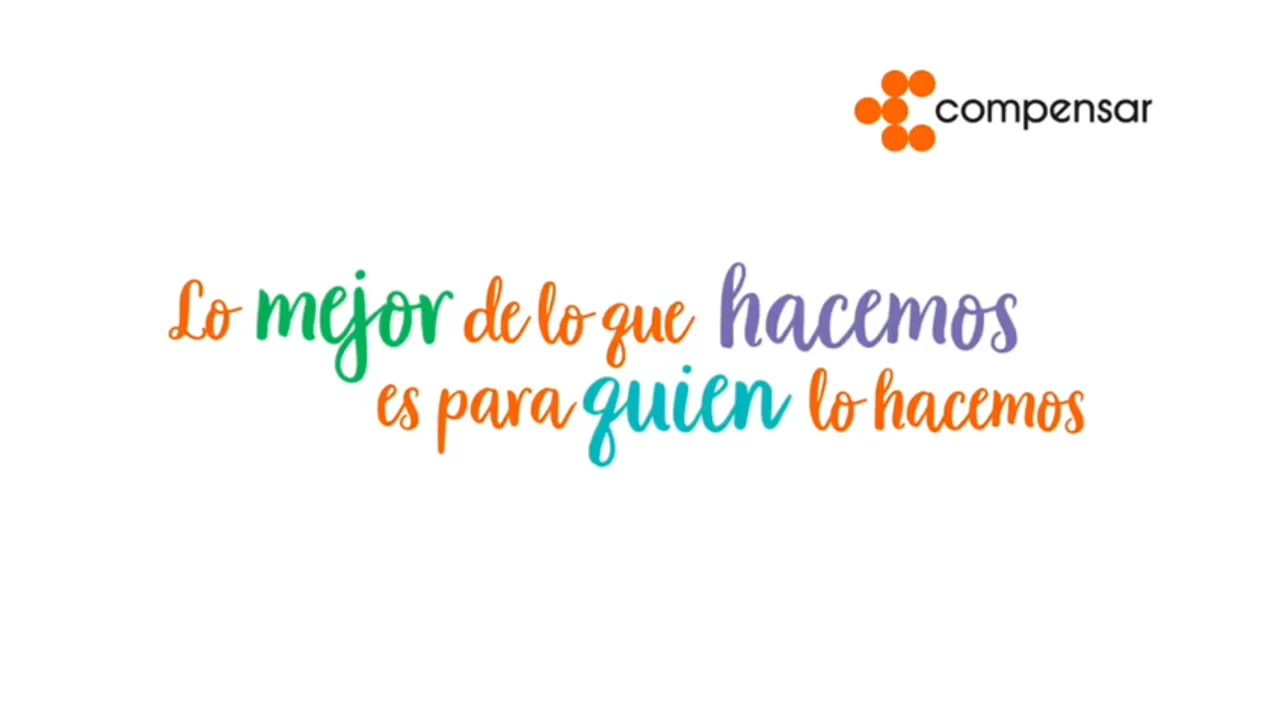 compensar
Lo mejor de lo que hacemos
es para quien lo hacemos